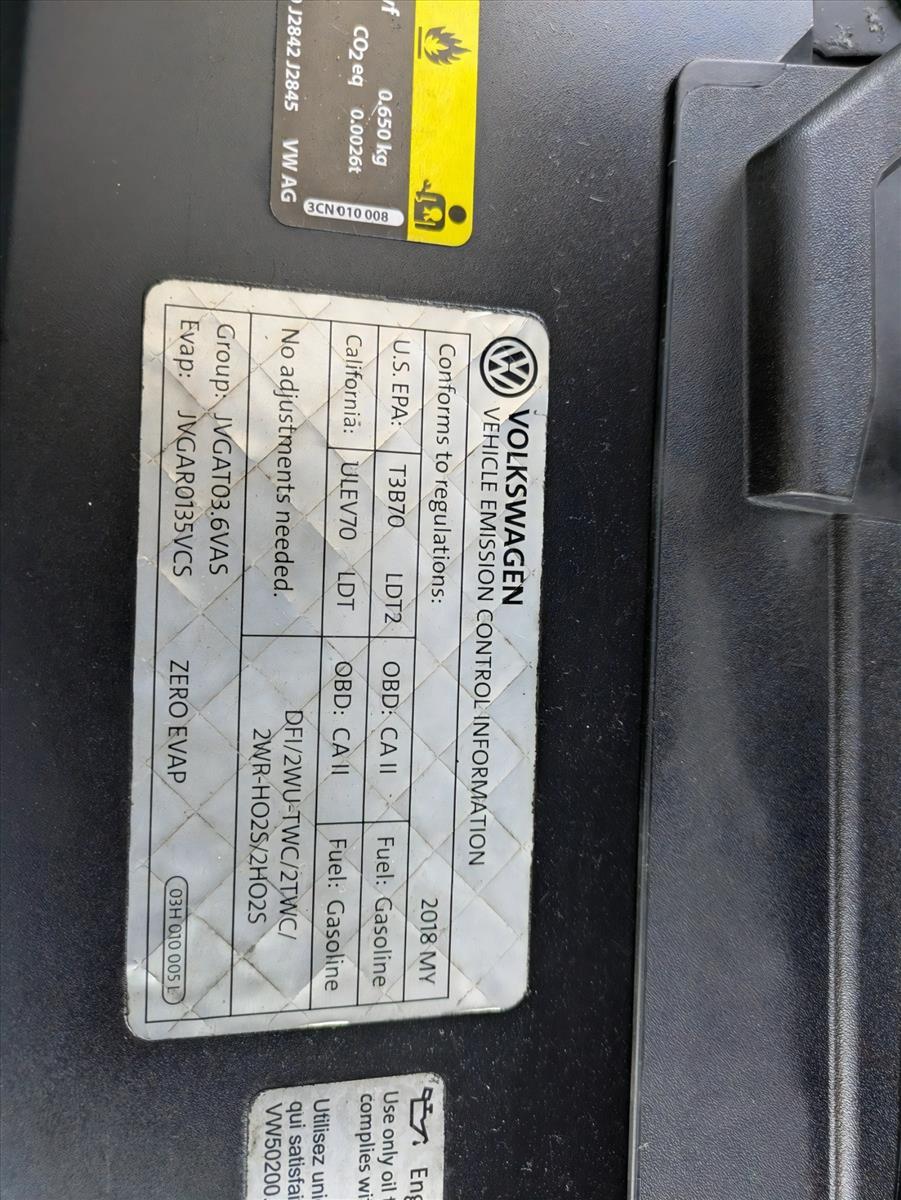 CO2 eq 0.650 kg
0.0026t
J2842 J2845 VW AG
3CN 010 008
VOLKSWAGEN
VEHICLE EMISSION CONTROL INFORMATION
Conforms to regulations: 2018 MY
U.S. EPA: T3B70 LDT2 OBD: CA II Fuel: Gasoline
California: ULEV70 LDT OBD: CA II Fuel: Gasoline
No adjustments needed. DFI/2WU-TWC/2TWC/
2WR-HO2S/2HO2S
Group: JVGAT03.6VAS
Evap: JVGAR0135VCS ZERO EVAP
03H 010 005 L
Eng
Use only oil
complies wi
Utilisez uni
qui satisfai
VW50200